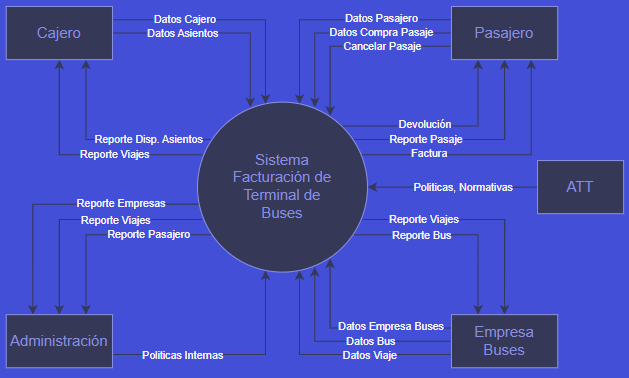 Cajero
Datos Cajero
Datos Asientos
Datos Pasajero
Datos Compra Pasaje
Cancelar Pasaje
Pasajero
Reporte Disp. Asientos
Reporte Viajes
Devolución
Reporte Pasaje
Factura
Sistema
Facturación de
Terminal de
Buses
Políticas, Normativas
ATT
Reporte Empresas
Reporte Viajes
Reporte Pasajero
Reporte Viajes
Reporte Bus
Administración
Políticas Internas
Datos Empresa Buses
Datos Bus
Datos Viaje
Empresa
Buses